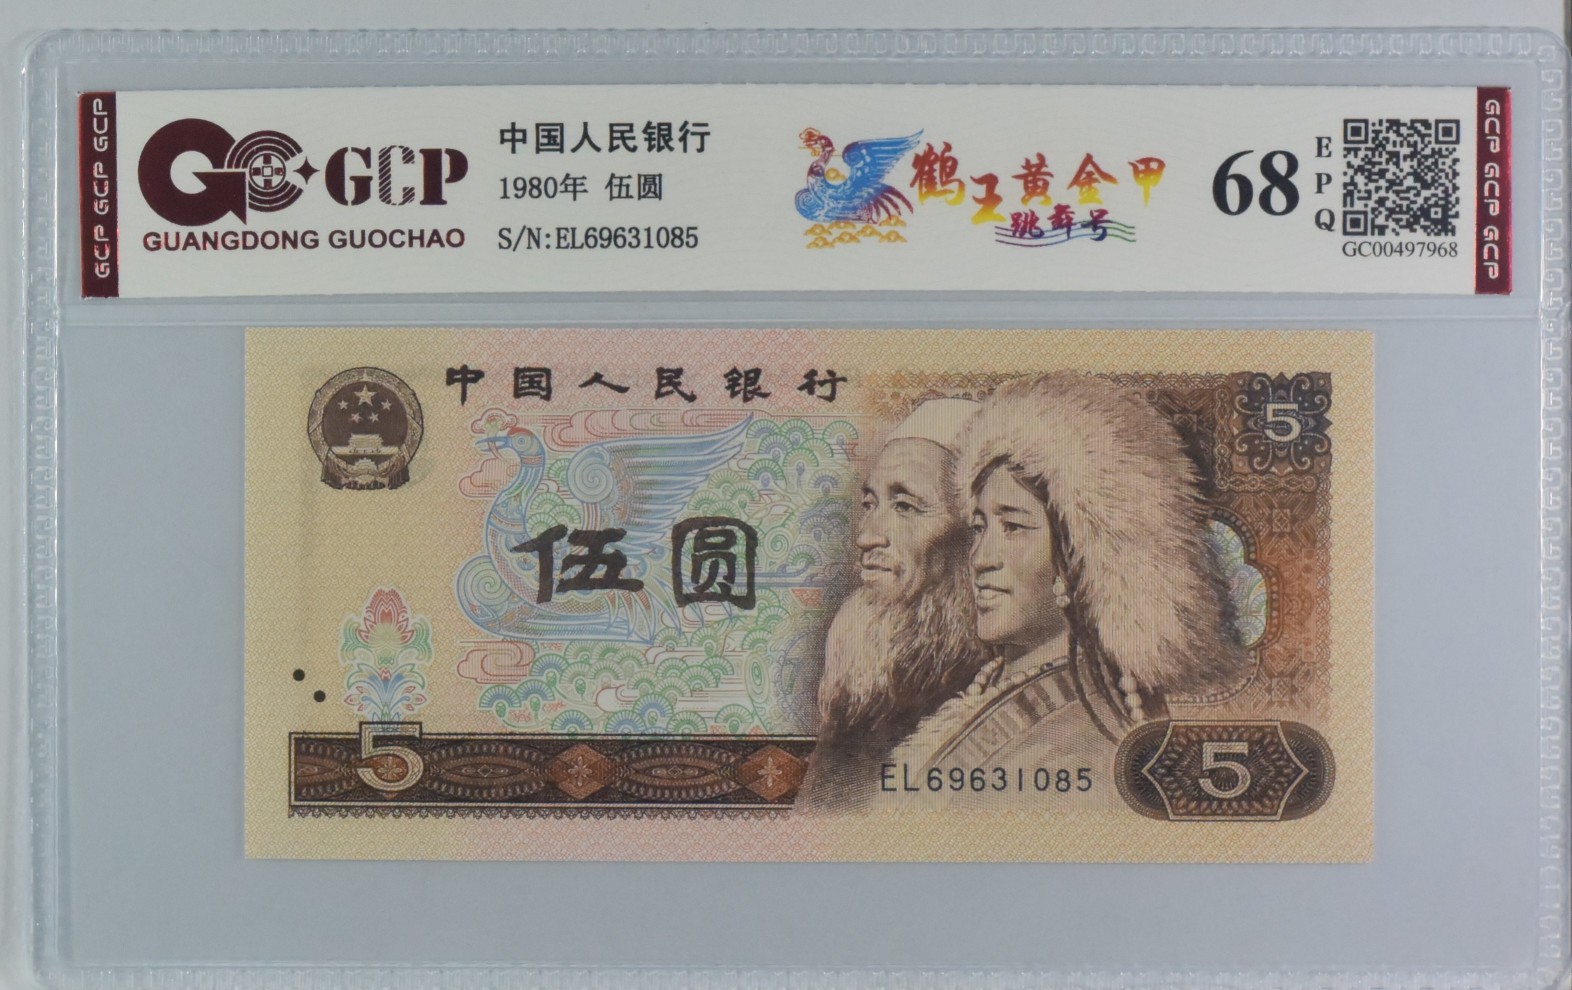 GCP GCP GCP
GC GCP
GUANGDONG GUOCHAO
中国人民银行
1980年 伍圆
S/N:EL69631085
鹤王黄金甲
跳舞号
68
E
P
Q
GC00497968
GCP GCP GCP
中国人民银行
5
伍圆
5
EL69631085
5